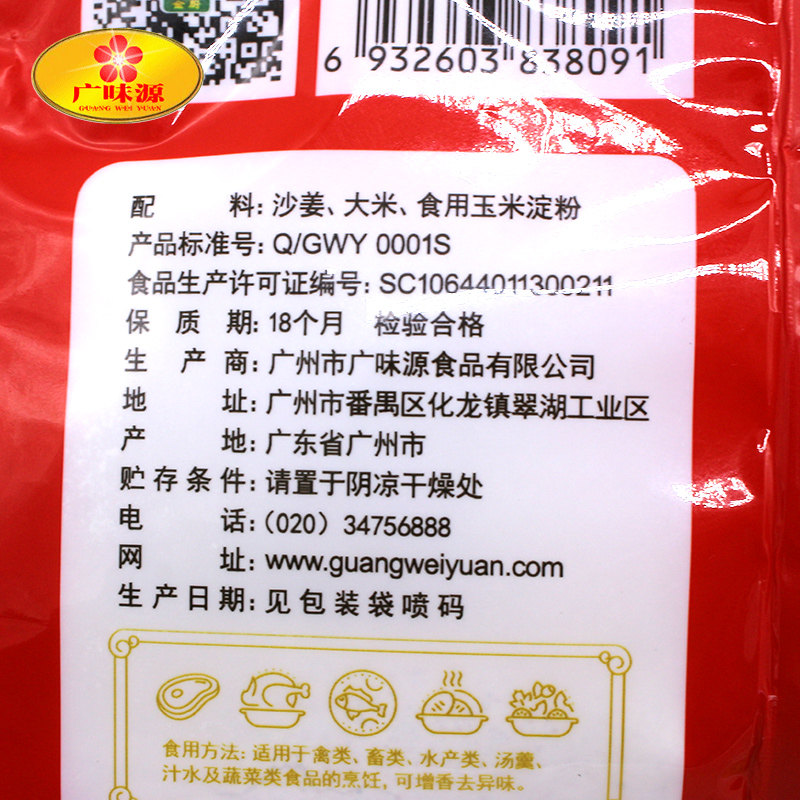 金厨
广味源
GUANG WEI YUAN
6 932603 838091
配料:沙姜、大米、食用玉米淀粉
产品标准号:Q/GWY 0001S
食品生产许可证编号:SC10644011300211
保质期:18个月 检验合格
生产商:广州市广味源食品有限公司
地址:广州市番禺区化龙镇翠湖工业区
产地:广东省广州市
贮存条件:请置于阴凉干燥处
电话:(020)34756888
网址:www.guangweiyuan.com
生产日期:见包装袋喷码
食用方法:适用于禽类、畜类、水产类、汤羹、
汁水及蔬菜类食品的烹饪,可增香去异味。